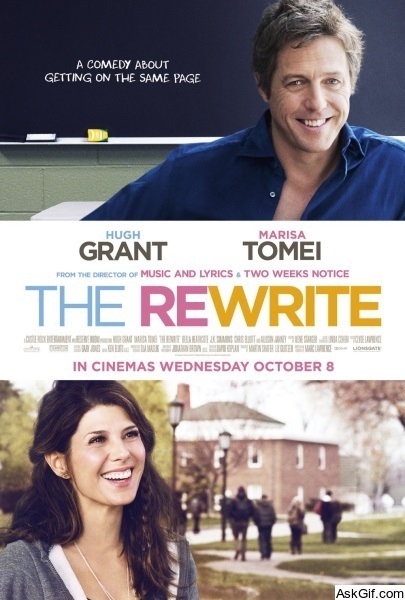 A COMEDY ABOUT
GETTING ON THE SAME PAGE
HUGH MARISA
GRANT TOMEI
FROM THE DIRECTOR OF MUSIC AND LYRICS & TWO WEEKS NOTICE
THE REWRITE
IN CINEMAS WEDNESDAY OCTOBER 8
AskGif.com